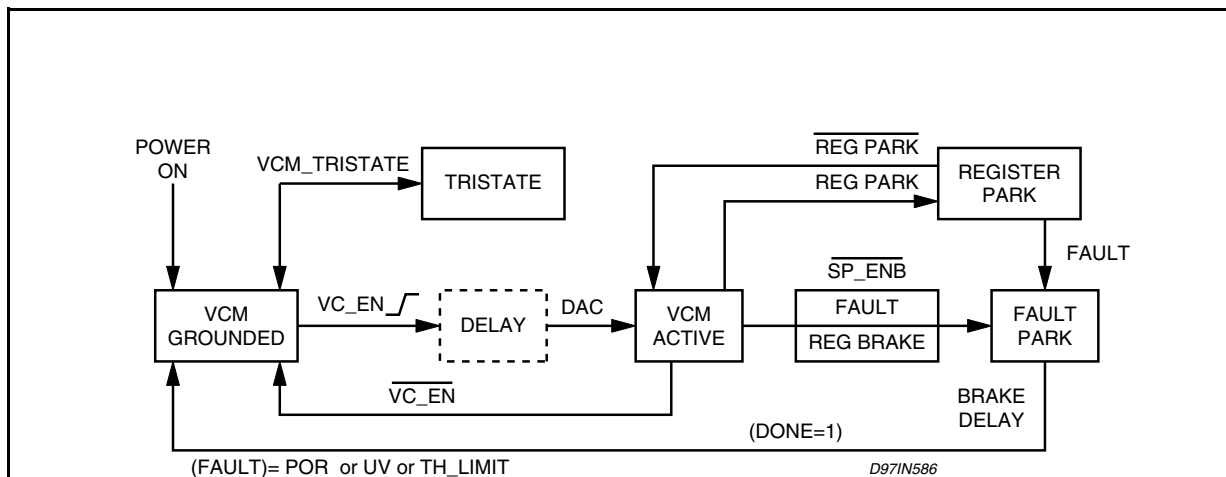 POWER
ON
VCM_TRISTATE
TRISTATE
REG PARK
REG PARK
REGISTER
PARK
FAULT
SP_ENB
VCM
GROUNDED
VC_EN
DELAY
DAC
VCM
ACTIVE
FAULT
REG BRAKE
FAULT
PARK
VC_EN
BRAKE
DELAY
(DONE=1)
(FAULT)= POR or UV or TH_LIMIT
D97IN586